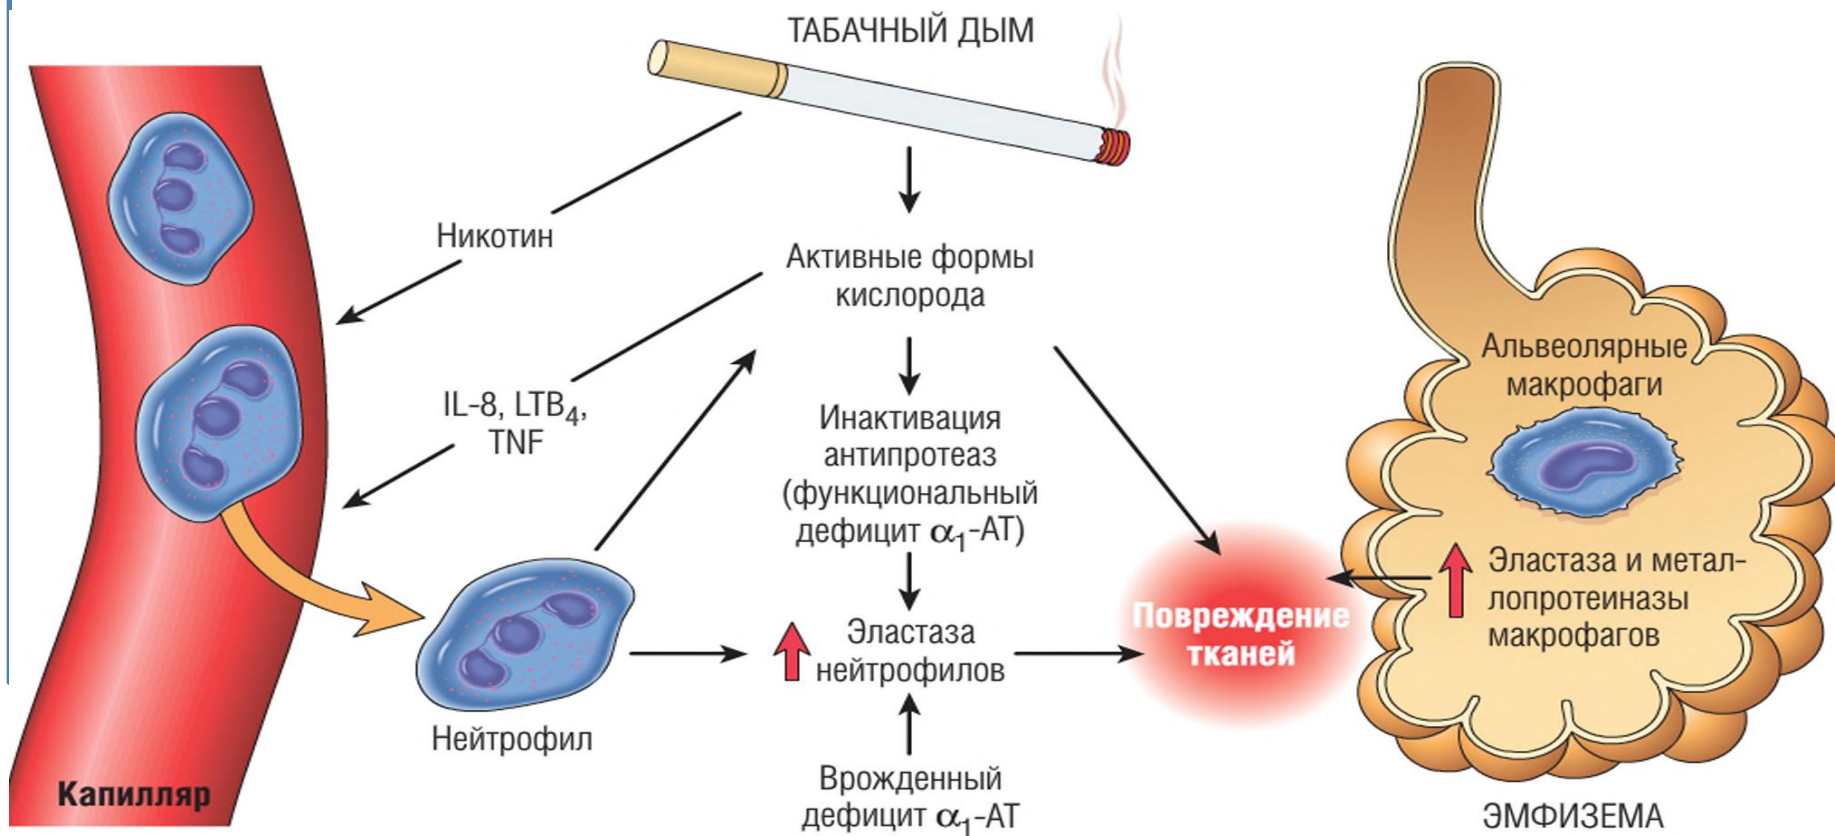 ТАБАЧНЫЙ ДЫМ
Никотин
Активные формы
кислорода
IL-8, LTB₄,
TNF
Инактивация
антипротеаз
(функциональный
дефицит α₁-АТ)
Эластаза
нейтрофилов
Нейтрофил
Врожденный
дефицит α₁-АТ
Капилляр
Повреждение
тканей
Альвеолярные
макрофаги
Эластаза и метал-
лопротеиназы
макрофагов
ЭМФИЗЕМА